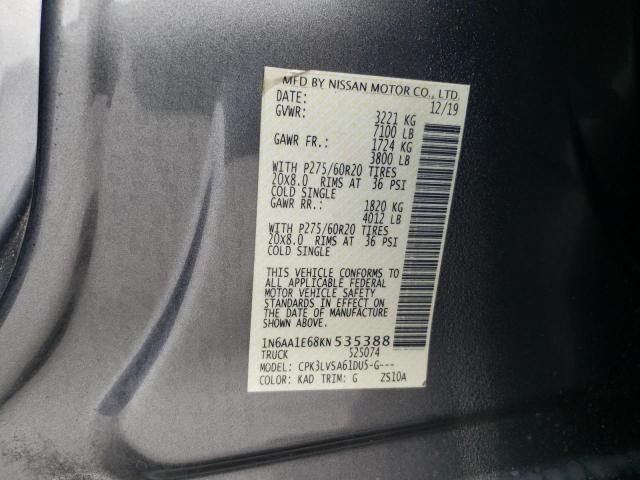 MFD BY NISSAN MOTOR CO., LTD.
DATE: 12/19
GVWR: 3221 KG
7100 LB
GAWR FR.: 1724 KG
3800 LB
WITH P275/60R20 TIRES
20X8.0 RIMS AT 36 PSI
COLD SINGLE
GAWR RR.: 1820 KG
4012 LB
WITH P275/60R20 TIRES
20X8.0 RIMS AT 36 PSI
COLD SINGLE
THIS VEHICLE CONFORMS TO
ALL APPLICABLE FEDERAL
MOTOR VEHICLE SAFETY
STANDARDS IN EFFECT ON
THE DATE OF MANUFACTURE
SHOWN ABOVE.
1N6AA1E68KN535388
TRUCK 525074
MODEL: CPK3LVSA61DU5-G---
COLOR: KAD TRIM: G ZS10A